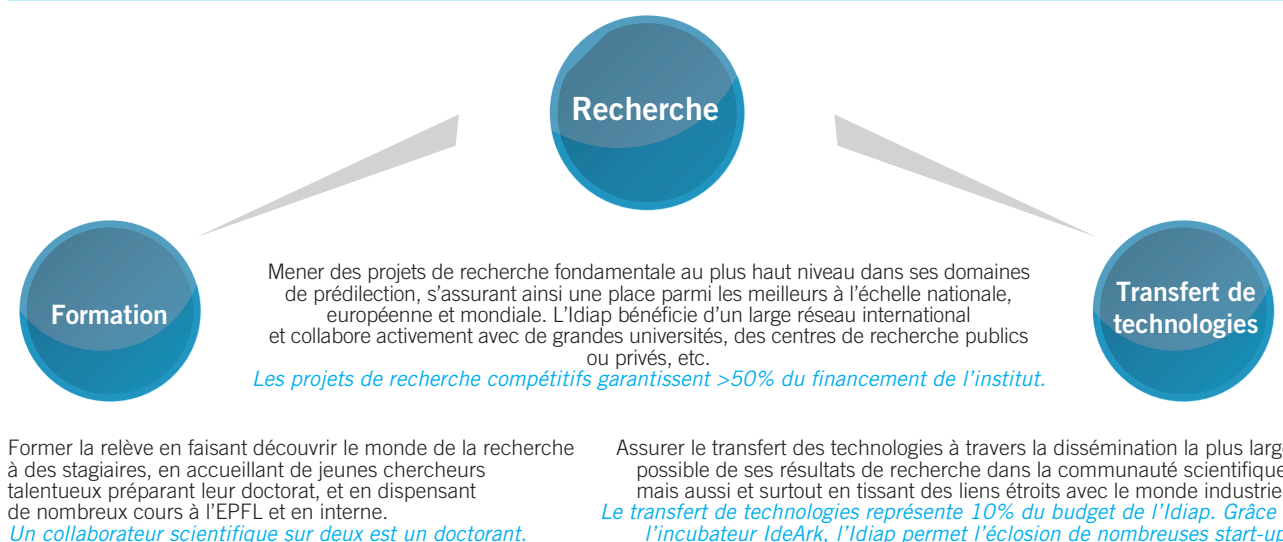 Recherche
Formation
Transfert de
technologies
Mener des projets de recherche fondamentale au plus haut niveau dans ses domaines
de prédilection, s'assurant ainsi une place parmi les meilleurs à l'échelle nationale,
européenne et mondiale. L'Idiap bénéficie d'un large réseau international
et collabore activement avec de grandes universités, des centres de recherche publics
ou privés, etc.
Les projets de recherche compétitifs garantissent >50% du financement de l'institut.
Former la relève en faisant découvrir le monde de la recherche
à des stagiaires, en accueillant de jeunes chercheurs
talentueux préparant leur doctorat, et en dispensant
de nombreux cours à l'EPFL et en interne.
Un collaborateur scientifique sur deux est un doctorant.
Assurer le transfert des technologies à travers la dissémination la plus large
possible de ses résultats de recherche dans la communauté scientifique
mais aussi et surtout en tissant des liens étroits avec le monde industrie
Le transfert de technologies représente 10% du budget de l'Idiap. Grâce
l'incubateur IdeArk, l'Idiap permet l'éclosion de nombreuses start-up